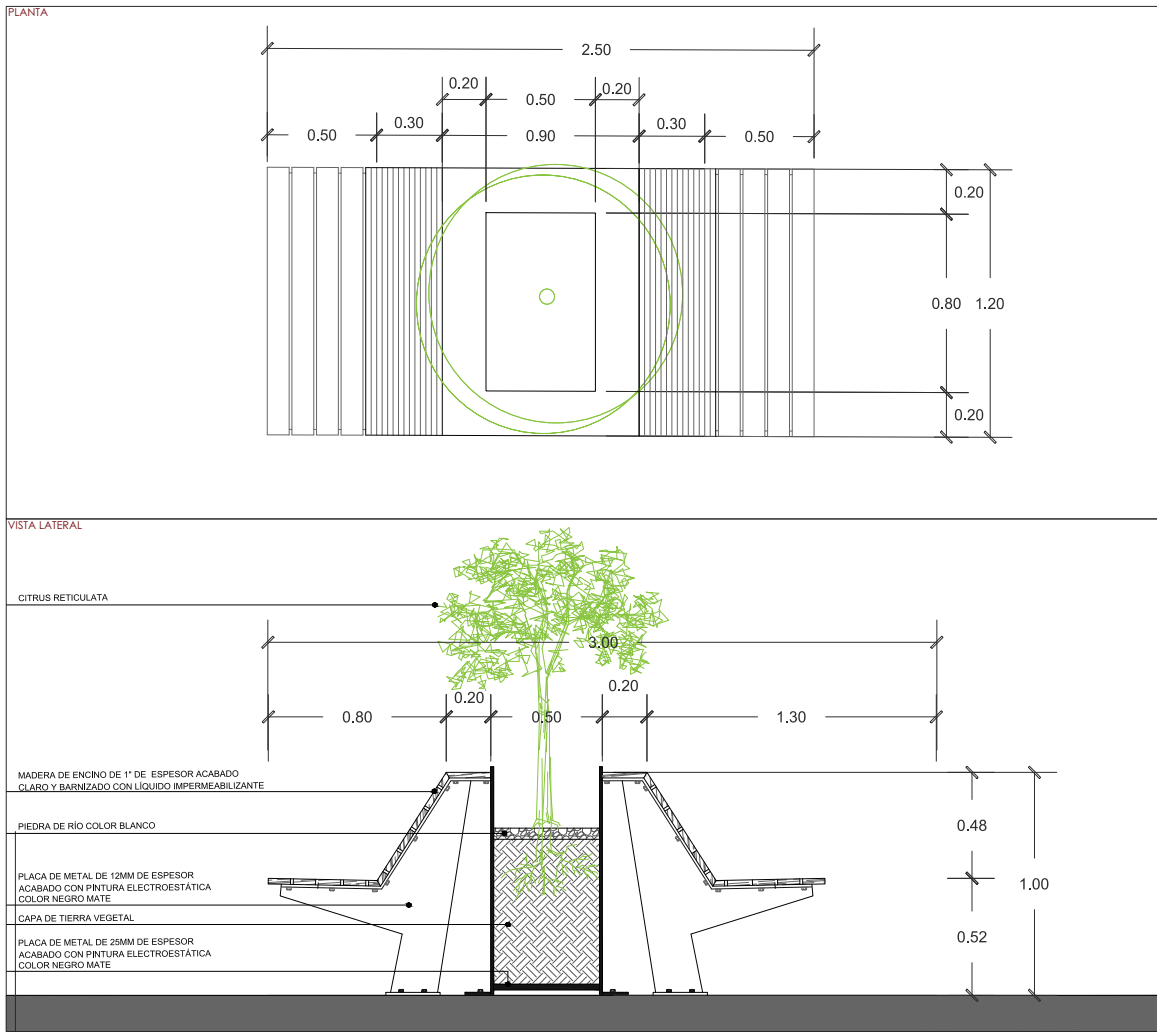 PLANTA
2.50
0.20
0.50
0.20
0.50
0.30
0.90
0.30
0.50
0.20
0.80
1.20
0.20
VISTA LATERAL
CITRUS RETICULATA
3.00
0.20
0.20
0.80
0.50
1.30
MADERA DE ENCINO DE 1" DE ESPESOR ACABADO
CLARO Y BARNIZADO CON LÍQUIDO IMPERMEABILIZANTE
PIEDRA DE RÍO COLOR BLANCO
0.48
PLACA DE METAL DE 12MM DE ESPESOR
ACABADO CON PINTURA ELECTROESTÁTICA
COLOR NEGRO MATE
1.00
CAPA DE TIERRA VEGETAL
0.52
PLACA DE METAL DE 25MM DE ESPESOR
ACABADO CON PINTURA ELECTROESTÁTICA
COLOR NEGRO MATE